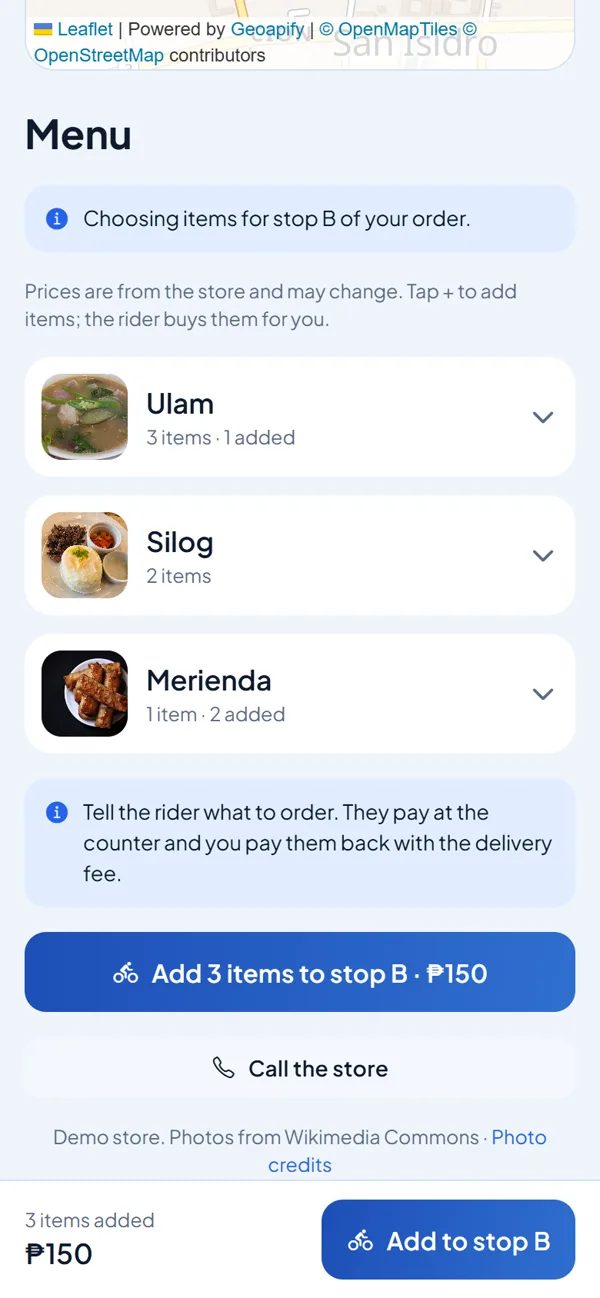 Leaflet | Powered by Geoapify | © OpenMapTiles ©
OpenStreetMap contributors
San Isidro
Menu
Choosing items for stop B of your order.
Prices are from the store and may change. Tap + to add
items; the rider buys them for you.
Ulam
3 items · 1 added
Silog
2 items
Merienda
1 item · 2 added
Tell the rider what to order. They pay at the
counter and you pay them back with the delivery
fee.
Add 3 items to stop B · ₱150
Call the store
Demo store. Photos from Wikimedia Commons · Photo
credits
3 items added
₱150
Add to stop B